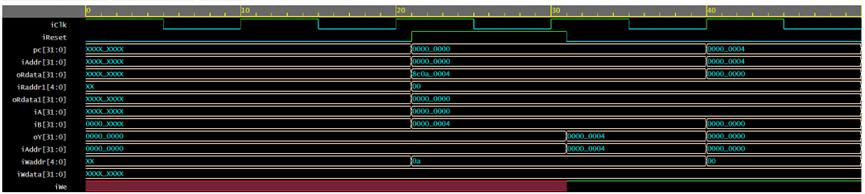 0 10 20 30 40
iClk
iReset
pc[31:0] XXXX_XXXX 0000_0000 0000_0004
iAddr[31:0] XXXX_XXXX 0000_0000 0000_0004
oRdata[31:0] XXXX_XXXX 8c0a_0004 0000_0000
iRaddr1[4:0] XX 00
oRdata1[31:0] XXXX_XXXX 0000_0000
iA[31:0] XXXX_XXXX 0000_0000
iB[31:0] 0000_XXXX 0000_0004 0000_0000
oY[31:0] 0000_0000 0000_0004 0000_0000
iAddr[31:0] 0000_0000 0000_0004 0000_0000
iWaddr[4:0] XX 0a 00
iWdata[31:0] XXXX_XXXX
iWe